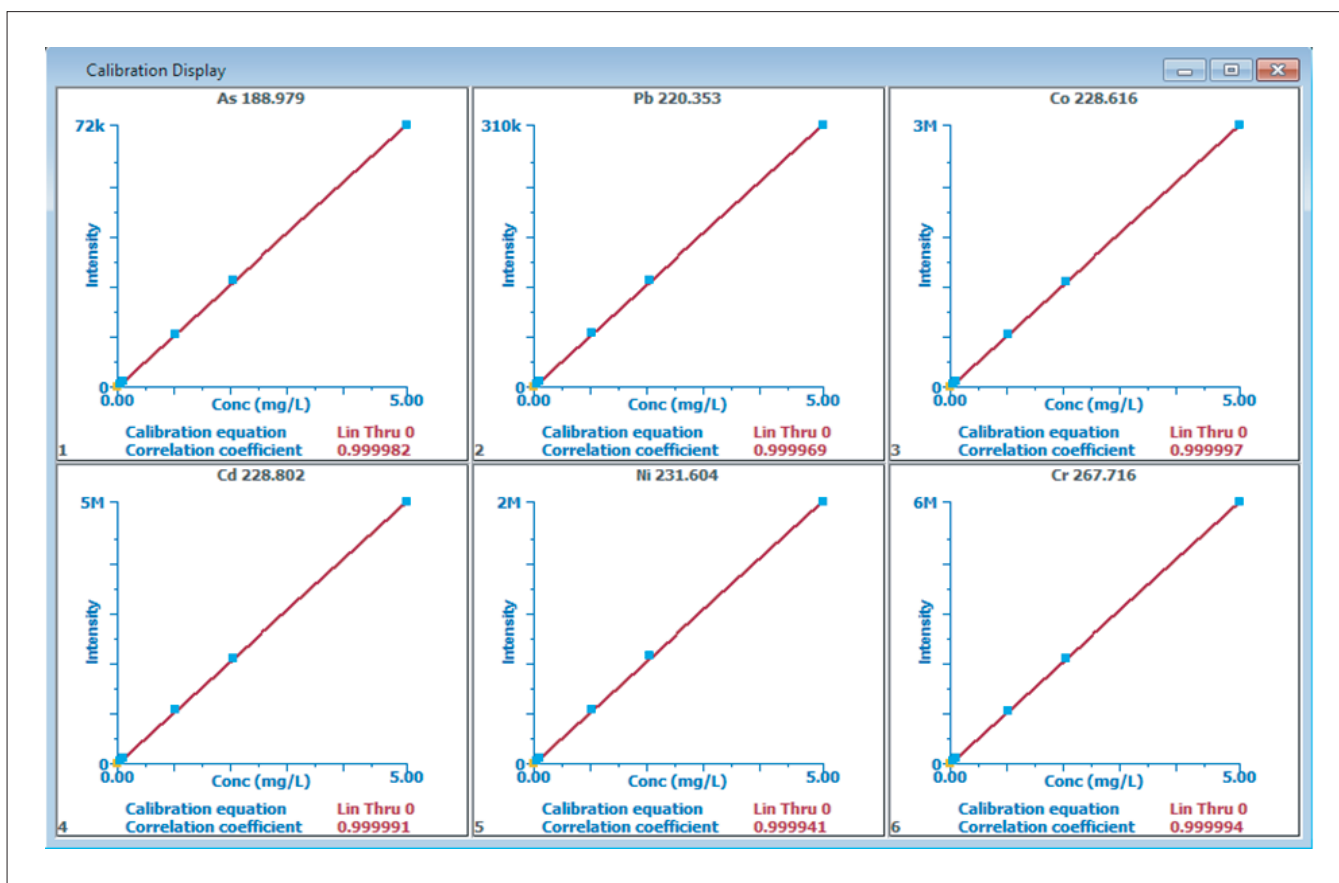 Calibration Display
As 188.979
72k
Intensity
0
0.00
Conc (mg/L)
5.00
Calibration equation Lin Thru 0
1 Correlation coefficient 0.999982
Pb 220.353
310k
Intensity
0
0.00
Conc (mg/L)
5.00
Calibration equation Lin Thru 0
2 Correlation coefficient 0.999969
Co 228.616
3M
Intensity
0
0.00
Conc (mg/L)
5.00
Calibration equation Lin Thru 0
3 Correlation coefficient 0.999997
Cd 228.802
5M
Intensity
0
0.00
Conc (mg/L)
5.00
Calibration equation Lin Thru 0
4 Correlation coefficient 0.999991
Ni 231.604
2M
Intensity
0
0.00
Conc (mg/L)
5.00
Calibration equation Lin Thru 0
5 Correlation coefficient 0.999941
Cr 267.716
6M
Intensity
0
0.00
Conc (mg/L)
5.00
Calibration equation Lin Thru 0
6 Correlation coefficient 0.999994